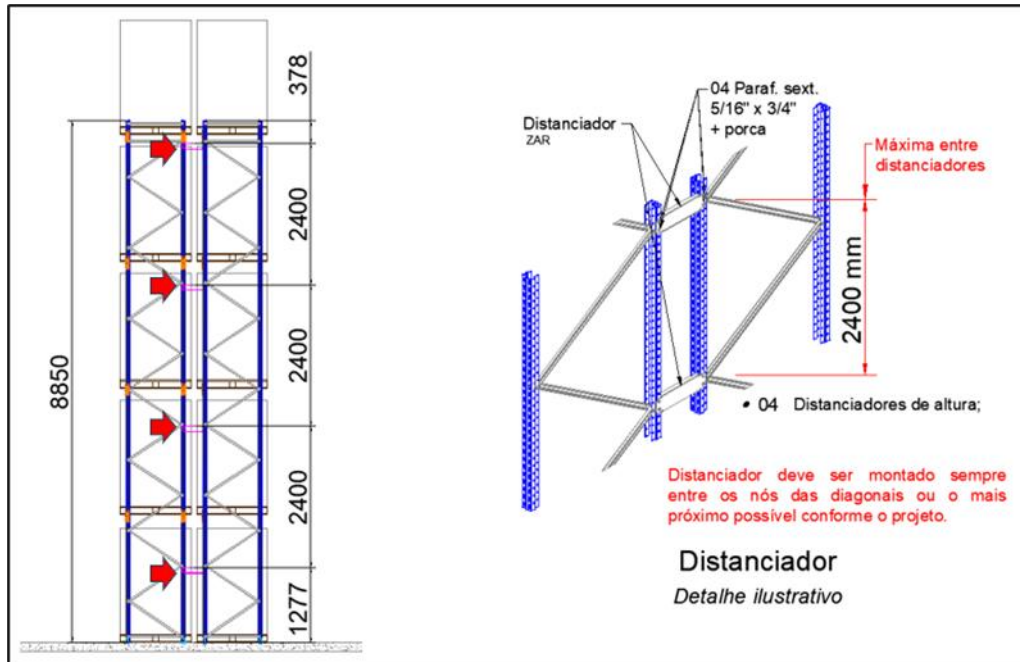 378
2400
2400
2400
1277
8850
04 Paraf. sext.
5/16" x 3/4"
+ porca
Distanciador
ZAR
Máxima entre
distanciadores
2400 mm
• 04 Distanciadores de altura;
Distanciador deve ser montado sempre
entre os nós das diagonais ou o mais
próximo possível conforme o projeto.
Distanciador
Detalhe ilustrativo